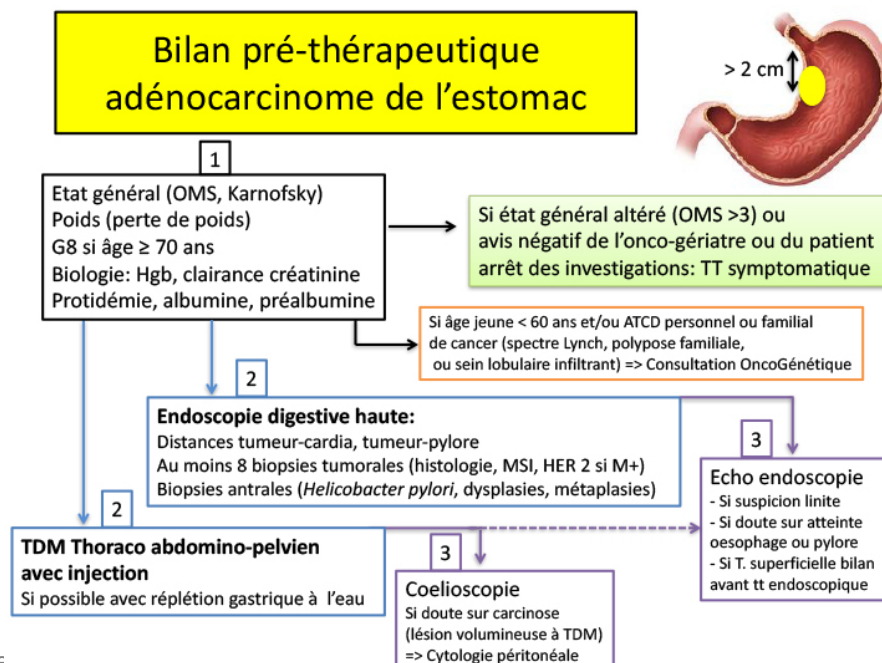 Bilan pré-thérapeutique
adénocarcinome de l'estomac
> 2 cm
1
Etat général (OMS, Karnofsky)
Poids (perte de poids)
G8 si âge ≥ 70 ans
Biologie: Hgb, clairance créatinine
Protidémie, albumine, préalbumine
Si état général altéré (OMS >3) ou
avis négatif de l'onco-gériatre ou du patient
arrêt des investigations: TT symptomatique
Si âge jeune < 60 ans et/ou ATCD personnel ou familial
de cancer (spectre Lynch, polypose familiale,
ou sein lobulaire infiltrant) => Consultation OncoGénétique
2
Endoscopie digestive haute:
Distances tumeur-cardia, tumeur-pylore
Au moins 8 biopsies tumorales (histologie, MSI, HER 2 si M+)
Biopsies antrales (Helicobacter pylori, dysplasies, métaplasies)
3
Echo endoscopie
- Si suspicion linite
- Si doute sur atteinte
oesophage ou pylore
- Si T. superficielle bilan
avant tt endoscopique
2
TDM Thoraco abdomino-pelvien
avec injection
Si possible avec réplétion gastrique à l'eau
3
Coelioscopie
Si doute sur carcinose
(lésion volumineuse à TDM)
=> Cytologie péritonéale